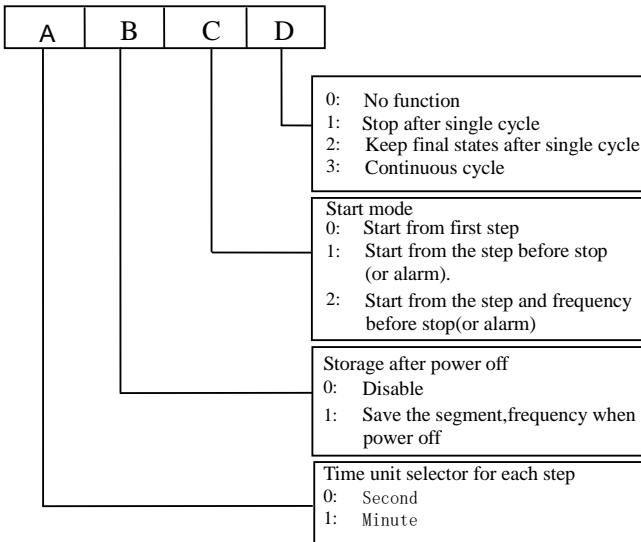 A B C D
0: No function
1: Stop after single cycle
2: Keep final states after single cycle
3: Continuous cycle
Start mode
0: Start from first step
1: Start from the step before stop
(or alarm).
2: Start from the step and frequency
before stop(or alarm)
Storage after power off
0: Disable
1: Save the segment,frequency when
power off
Time unit selector for each step
0: Second
1: Minute